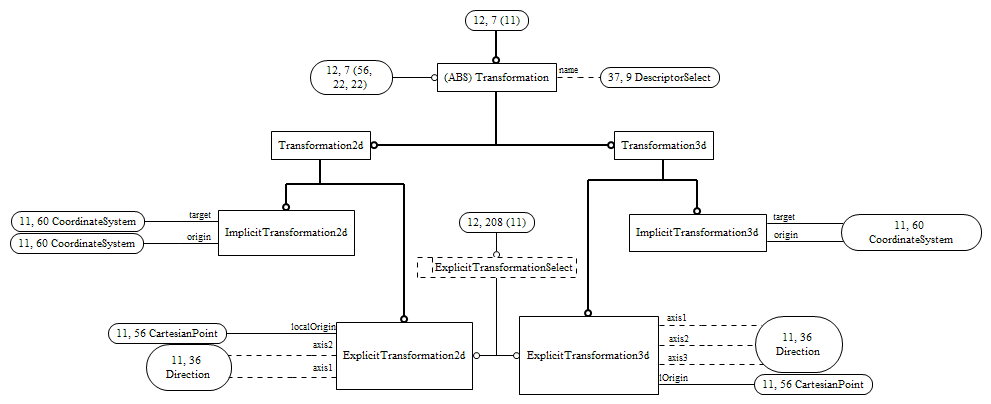 12, 7 (11)
12, 7 (56,
22, 22)
(ABS) Transformation
name
37, 9 DescriptorSelect
Transformation2d
Transformation3d
11, 60 CoordinateSystem
target
11, 60 CoordinateSystem
origin
ImplicitTransformation2d
12, 208 (11)
ImplicitTransformation3d
target
origin
11, 60
CoordinateSystem
ExplicitTransformationSelect
11, 56 CartesianPoint
localOrigin
axis2
axis1
11, 36
Direction
ExplicitTransformation2d
ExplicitTransformation3d
axis1
axis2
axis3
lOrigin
11, 36
Direction
11, 56 CartesianPoint